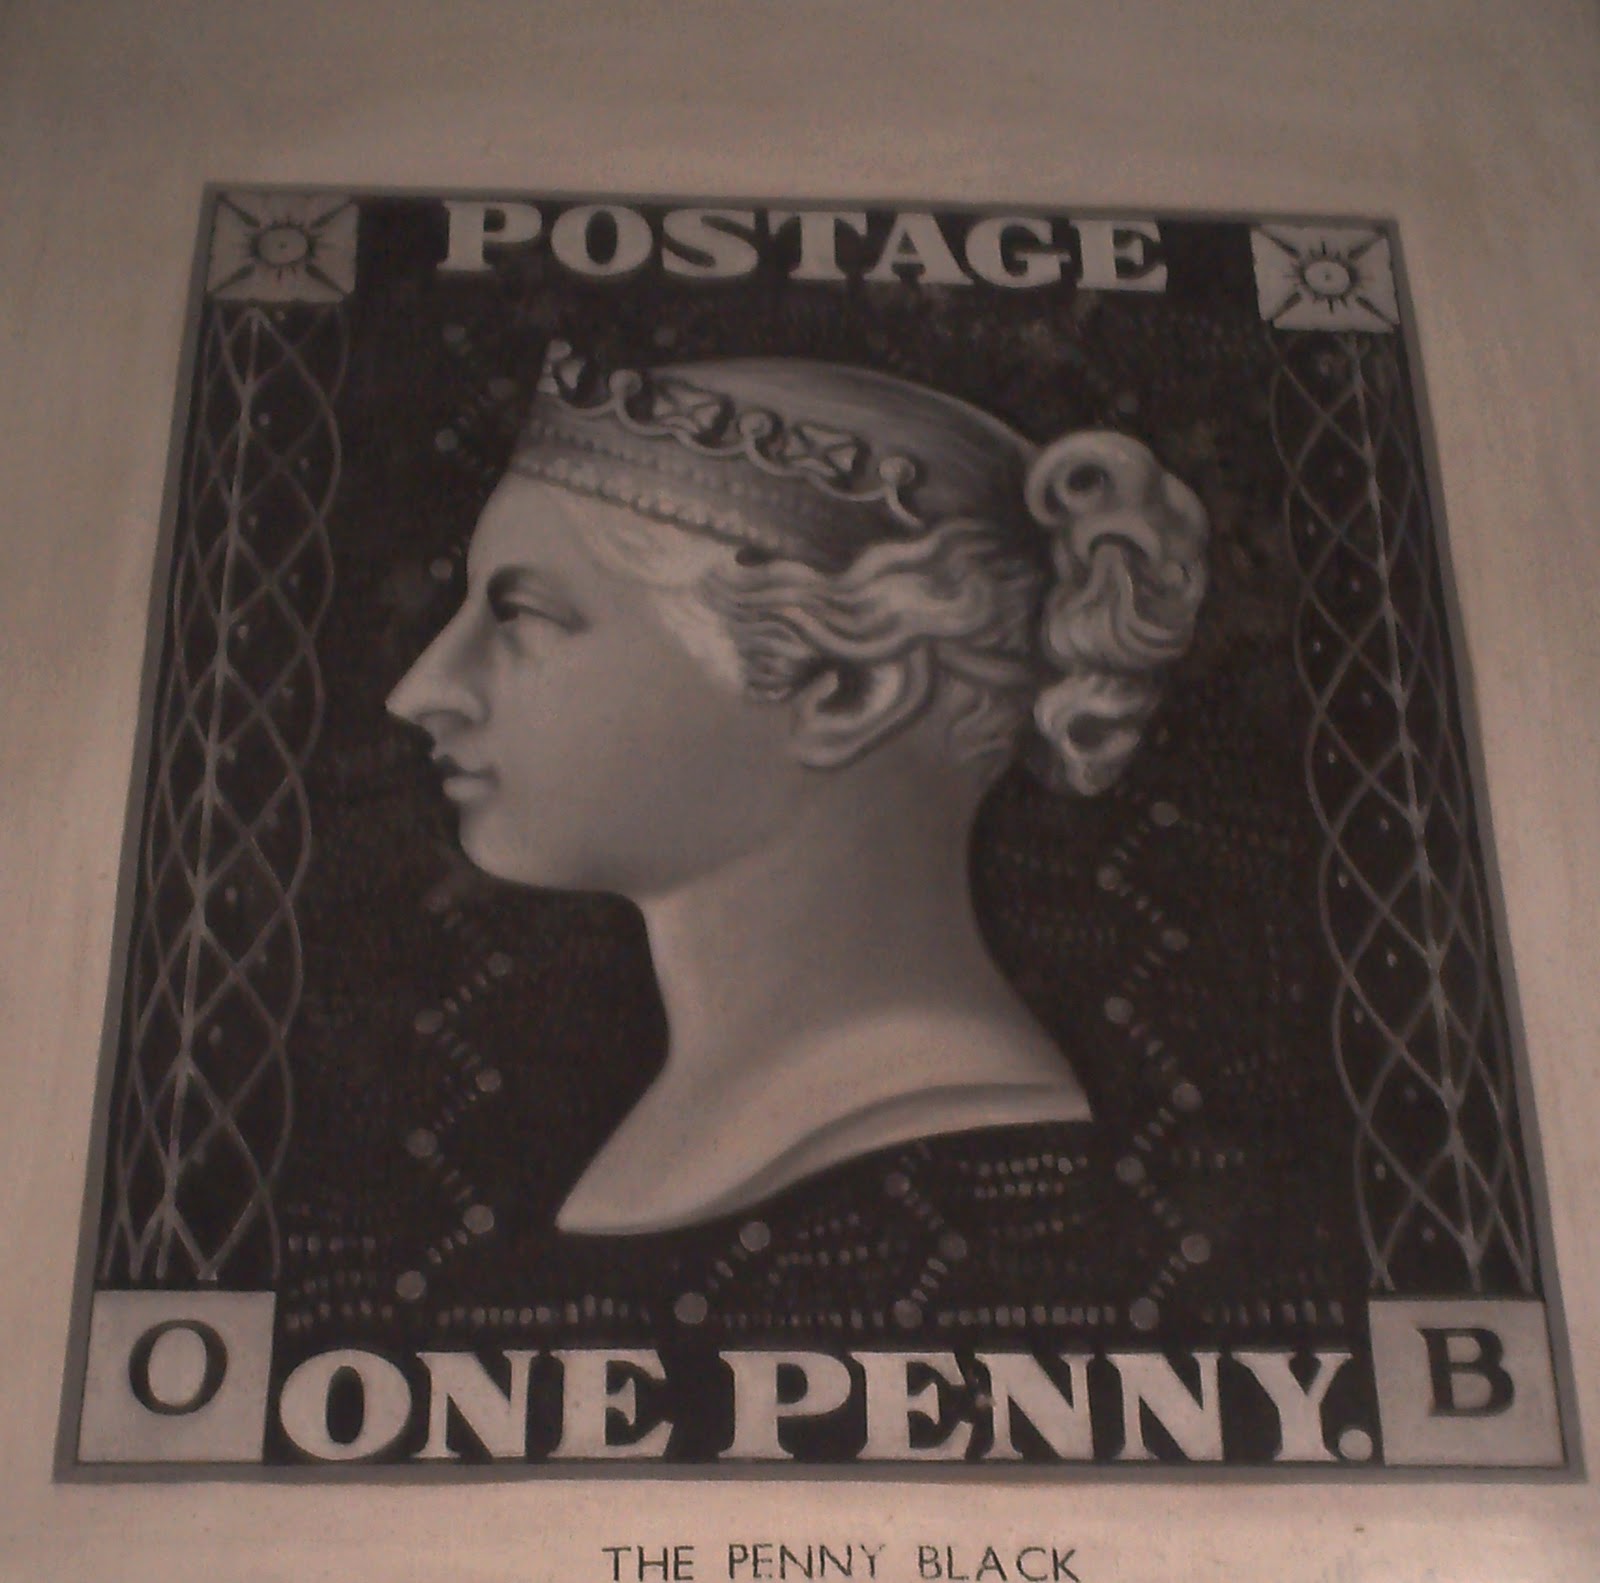 POSTAGE
O ONE PENNY. B
THE PENNY BLACK